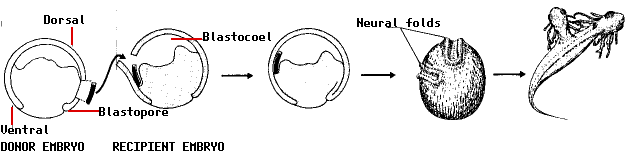 Dorsal
Neural folds
Blastocoel
Blastopore
Ventral
DONOR EMBRYO RECIPIENT EMBRYO